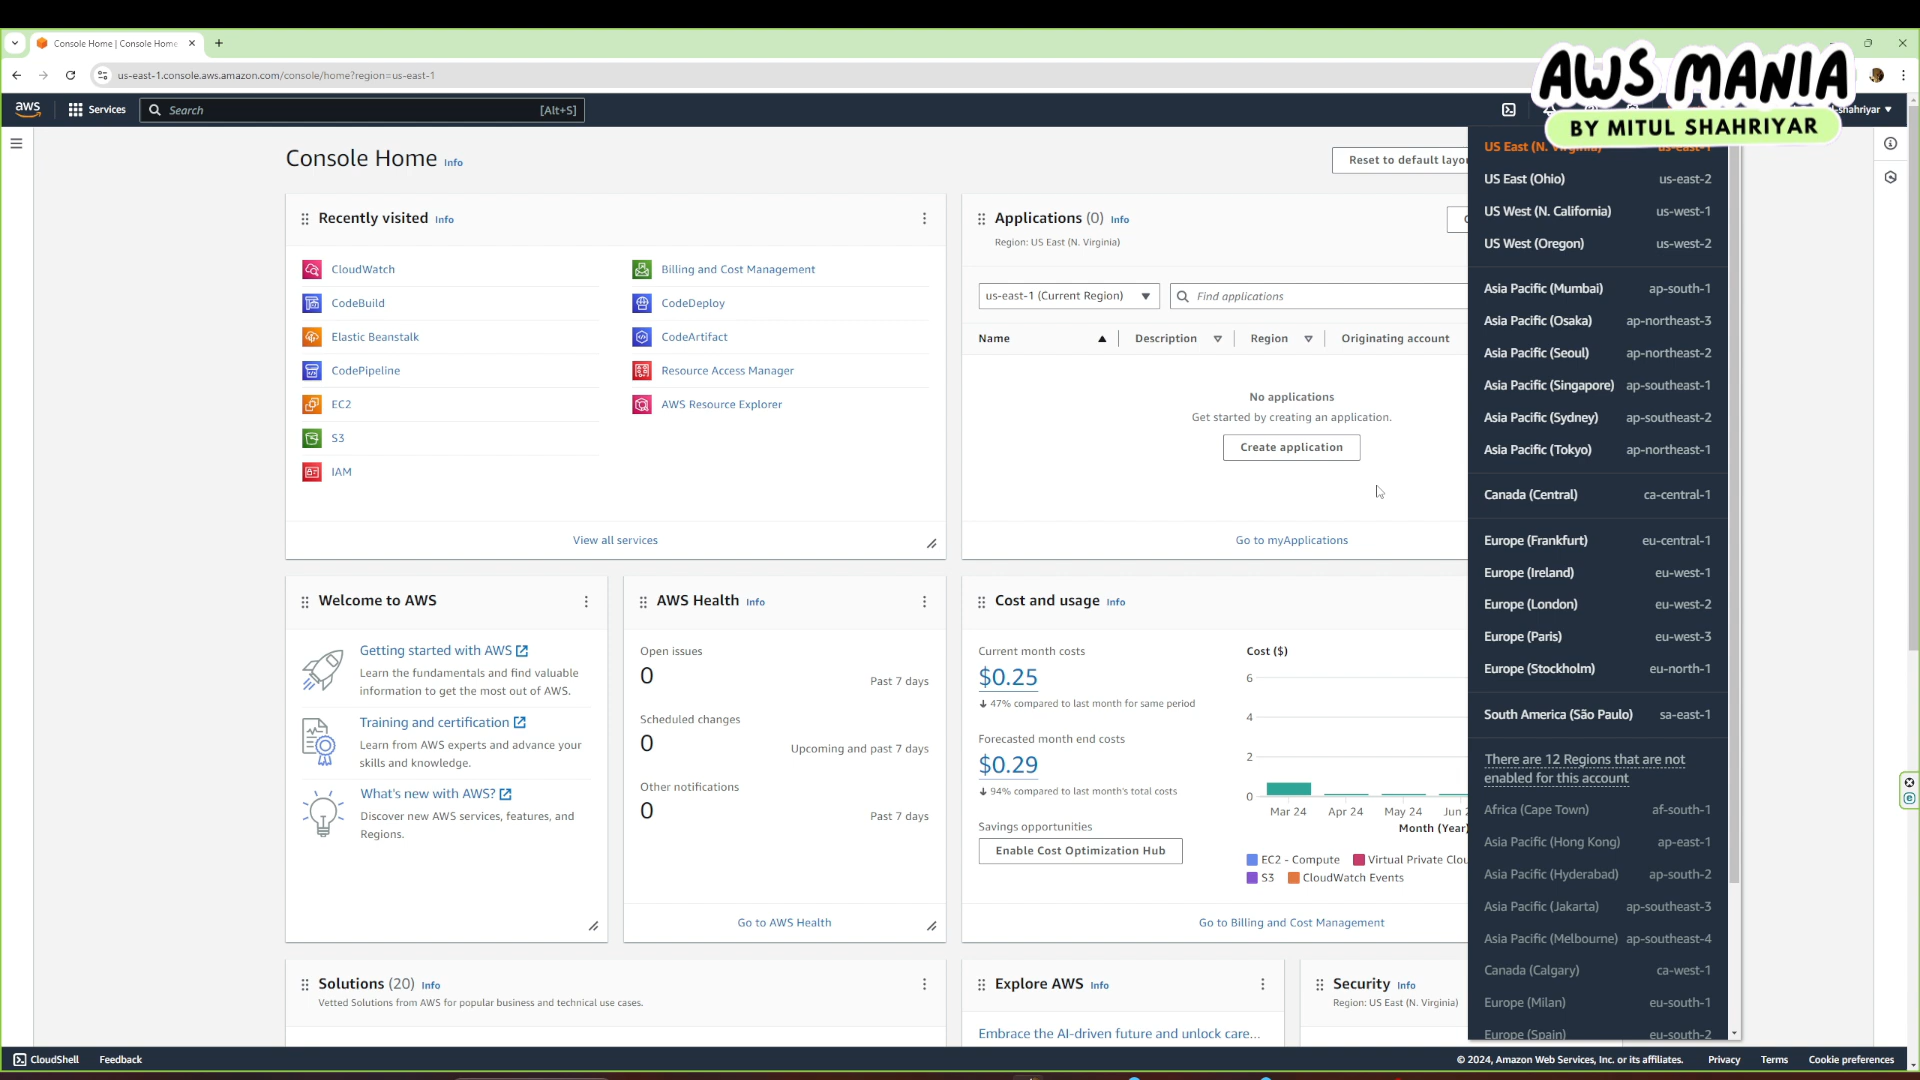 Console Home | Console Home
us-east-1.console.aws.amazon.com/console/home?region=us-east-1
AWS MANIA
BY MITUL SHAHRIYAR
aws
Services
Search
[Alt+S]
shahriyar
Console Home Info
Reset to default layou
Recently visited Info
CloudWatch
CodeBuild
Elastic Beanstalk
CodePipeline
EC2
S3
IAM
Billing and Cost Management
CodeDeploy
CodeArtifact
Resource Access Manager
AWS Resource Explorer
View all services
Applications (0) Info
Region: US East (N. Virginia)
us-east-1 (Current Region)
Find applications
Name
Description
Region
Originating account
No applications
Get started by creating an application.
Create application
Go to myApplications
Welcome to AWS
Getting started with AWS
Learn the fundamentals and find valuable
information to get the most out of AWS.
Training and certification
Learn from AWS experts and advance your
skills and knowledge.
What's new with AWS?
Discover new AWS services, features, and
Regions.
AWS Health Info
Open issues
0
Past 7 days
Scheduled changes
0
Upcoming and past 7 days
Other notifications
0
Past 7 days
Go to AWS Health
Cost and usage Info
Current month costs
$0.25
47% compared to last month for same period
Forecasted month end costs
$0.29
94% compared to last month's total costs
Savings opportunities
Enable Cost Optimization Hub
Cost ($)
6
4
2
0
Mar 24
Apr 24
May 24
Jun
Month (Year)
EC2 - Compute
Virtual Private Clou
S3
CloudWatch Events
Go to Billing and Cost Management
Solutions (20) Info
Vetted Solutions from AWS for popular business and technical use cases.
Explore AWS Info
Embrace the AI-driven future and unlock care...
Security Info
Region: US East (N. Virginia)
US East (N. Virginia) us-east-1
US East (Ohio) us-east-2
US West (N. California) us-west-1
US West (Oregon) us-west-2
Asia Pacific (Mumbai) ap-south-1
Asia Pacific (Osaka) ap-northeast-3
Asia Pacific (Seoul) ap-northeast-2
Asia Pacific (Singapore) ap-southeast-1
Asia Pacific (Sydney) ap-southeast-2
Asia Pacific (Tokyo) ap-northeast-1
Canada (Central) ca-central-1
Europe (Frankfurt) eu-central-1
Europe (Ireland) eu-west-1
Europe (London) eu-west-2
Europe (Paris) eu-west-3
Europe (Stockholm) eu-north-1
South America (São Paulo) sa-east-1
There are 12 Regions that are not
enabled for this account
Africa (Cape Town) af-south-1
Asia Pacific (Hong Kong) ap-east-1
Asia Pacific (Hyderabad) ap-south-2
Asia Pacific (Jakarta) ap-southeast-3
Asia Pacific (Melbourne) ap-southeast-4
Canada (Calgary) ca-west-1
Europe (Milan) eu-south-1
Europe (Spain) eu-south-2
CloudShell
Feedback
© 2024, Amazon Web Services, Inc. or its affiliates.
Privacy
Terms
Cookie preferences